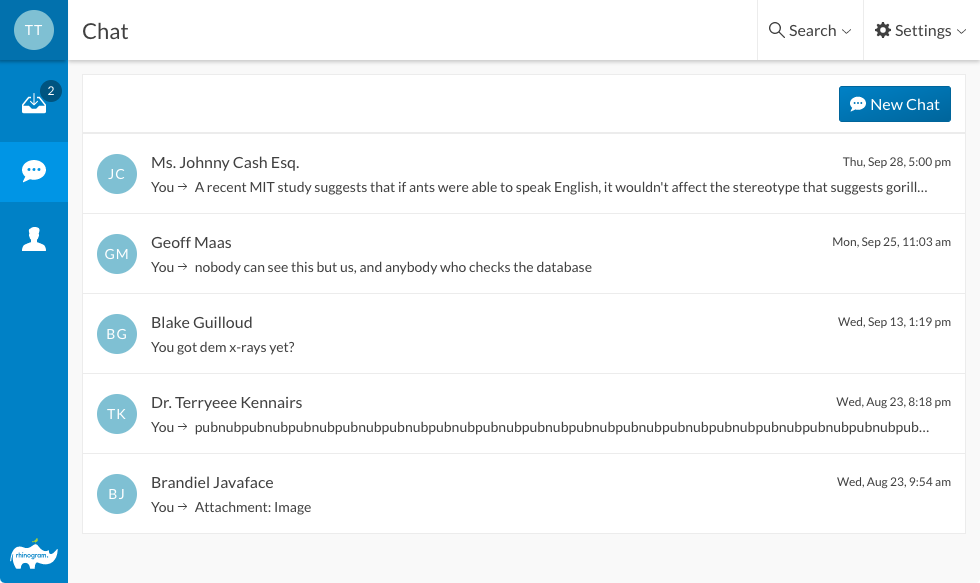 TT
Chat
Search
Settings
2
New Chat
JC
Ms. Johnny Cash Esq.
Thu, Sep 28, 5:00 pm
You → A recent MIT study suggests that if ants were able to speak English, it wouldn't affect the stereotype that suggests gorill...
GM
Geoff Maas
Mon, Sep 25, 11:03 am
You → nobody can see this but us, and anybody who checks the database
BG
Blake Guilloud
Wed, Sep 13, 1:19 pm
You got dem x-rays yet?
TK
Dr. Terryeee Kennairs
Wed, Aug 23, 8:18 pm
You → pubnubpubnubpubnubpubnubpubnubpubnubpubnubpubnubpubnubpubnubpubnubpubnubpubnubpubnubpubnubpub...
BJ
Brandiel Javaface
Wed, Aug 23, 9:54 am
You → Attachment: Image
rhinogram